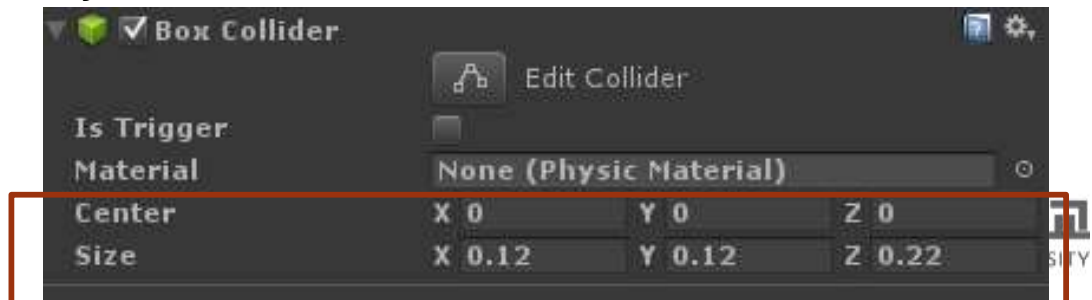 Box Collider
Edit Collider
Is Trigger
Material None (Physic Material)
Center X 0 Y 0 Z 0
Size X 0.12 Y 0.12 Z 0.22
SITY